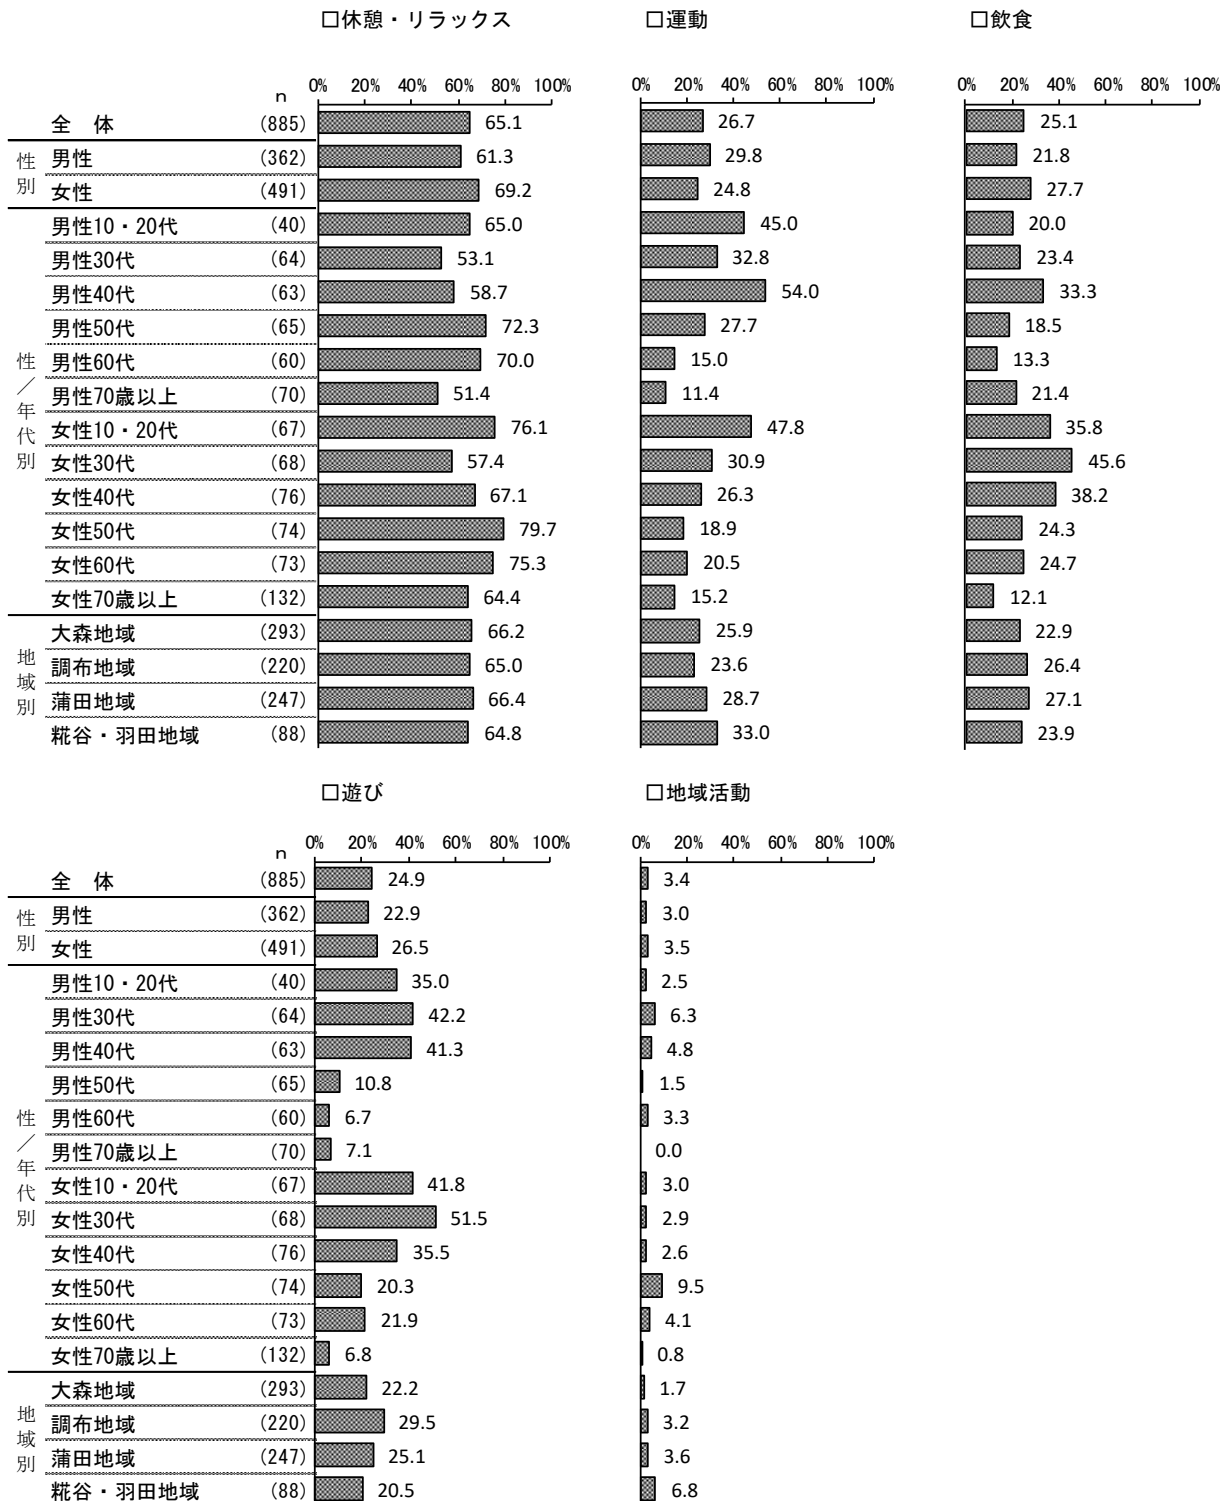 □休憩・リラックス □運動 □飲食
n 0% 20% 40% 60% 80% 100% 0% 20% 40% 60% 80% 100% 0% 20% 40% 60% 80% 100%
全 体 (885) 65.1 26.7 25.1
性別
男性 (362) 61.3 29.8 21.8
女性 (491) 69.2 24.8 27.7
性／年代別
男性10・20代 (40) 65.0 45.0 20.0
男性30代 (64) 53.1 32.8 23.4
男性40代 (63) 58.7 54.0 33.3
男性50代 (65) 72.3 27.7 18.5
男性60代 (60) 70.0 15.0 13.3
男性70歳以上 (70) 51.4 11.4 21.4
女性10・20代 (67) 76.1 47.8 35.8
女性30代 (68) 57.4 30.9 45.6
女性40代 (76) 67.1 26.3 38.2
女性50代 (74) 79.7 18.9 24.3
女性60代 (73) 75.3 20.5 24.7
女性70歳以上 (132) 64.4 15.2 12.1
地域別
大森地域 (293) 66.2 25.9 22.9
調布地域 (220) 65.0 23.6 26.4
蒲田地域 (247) 66.4 28.7 27.1
糀谷・羽田地域 (88) 64.8 33.0 23.9
□遊び □地域活動
n 0% 20% 40% 60% 80% 100% 0% 20% 40% 60% 80% 100%
全 体 (885) 24.9 3.4
性別
男性 (362) 22.9 3.0
女性 (491) 26.5 3.5
性／年代別
男性10・20代 (40) 35.0 2.5
男性30代 (64) 42.2 6.3
男性40代 (63) 41.3 4.8
男性50代 (65) 10.8 1.5
男性60代 (60) 6.7 3.3
男性70歳以上 (70) 7.1 0.0
女性10・20代 (67) 41.8 3.0
女性30代 (68) 51.5 2.9
女性40代 (76) 35.5 2.6
女性50代 (74) 20.3 9.5
女性60代 (73) 21.9 4.1
女性70歳以上 (132) 6.8 0.8
地域別
大森地域 (293) 22.2 1.7
調布地域 (220) 29.5 3.2
蒲田地域 (247) 25.1 3.6
糀谷・羽田地域 (88) 20.5 6.8